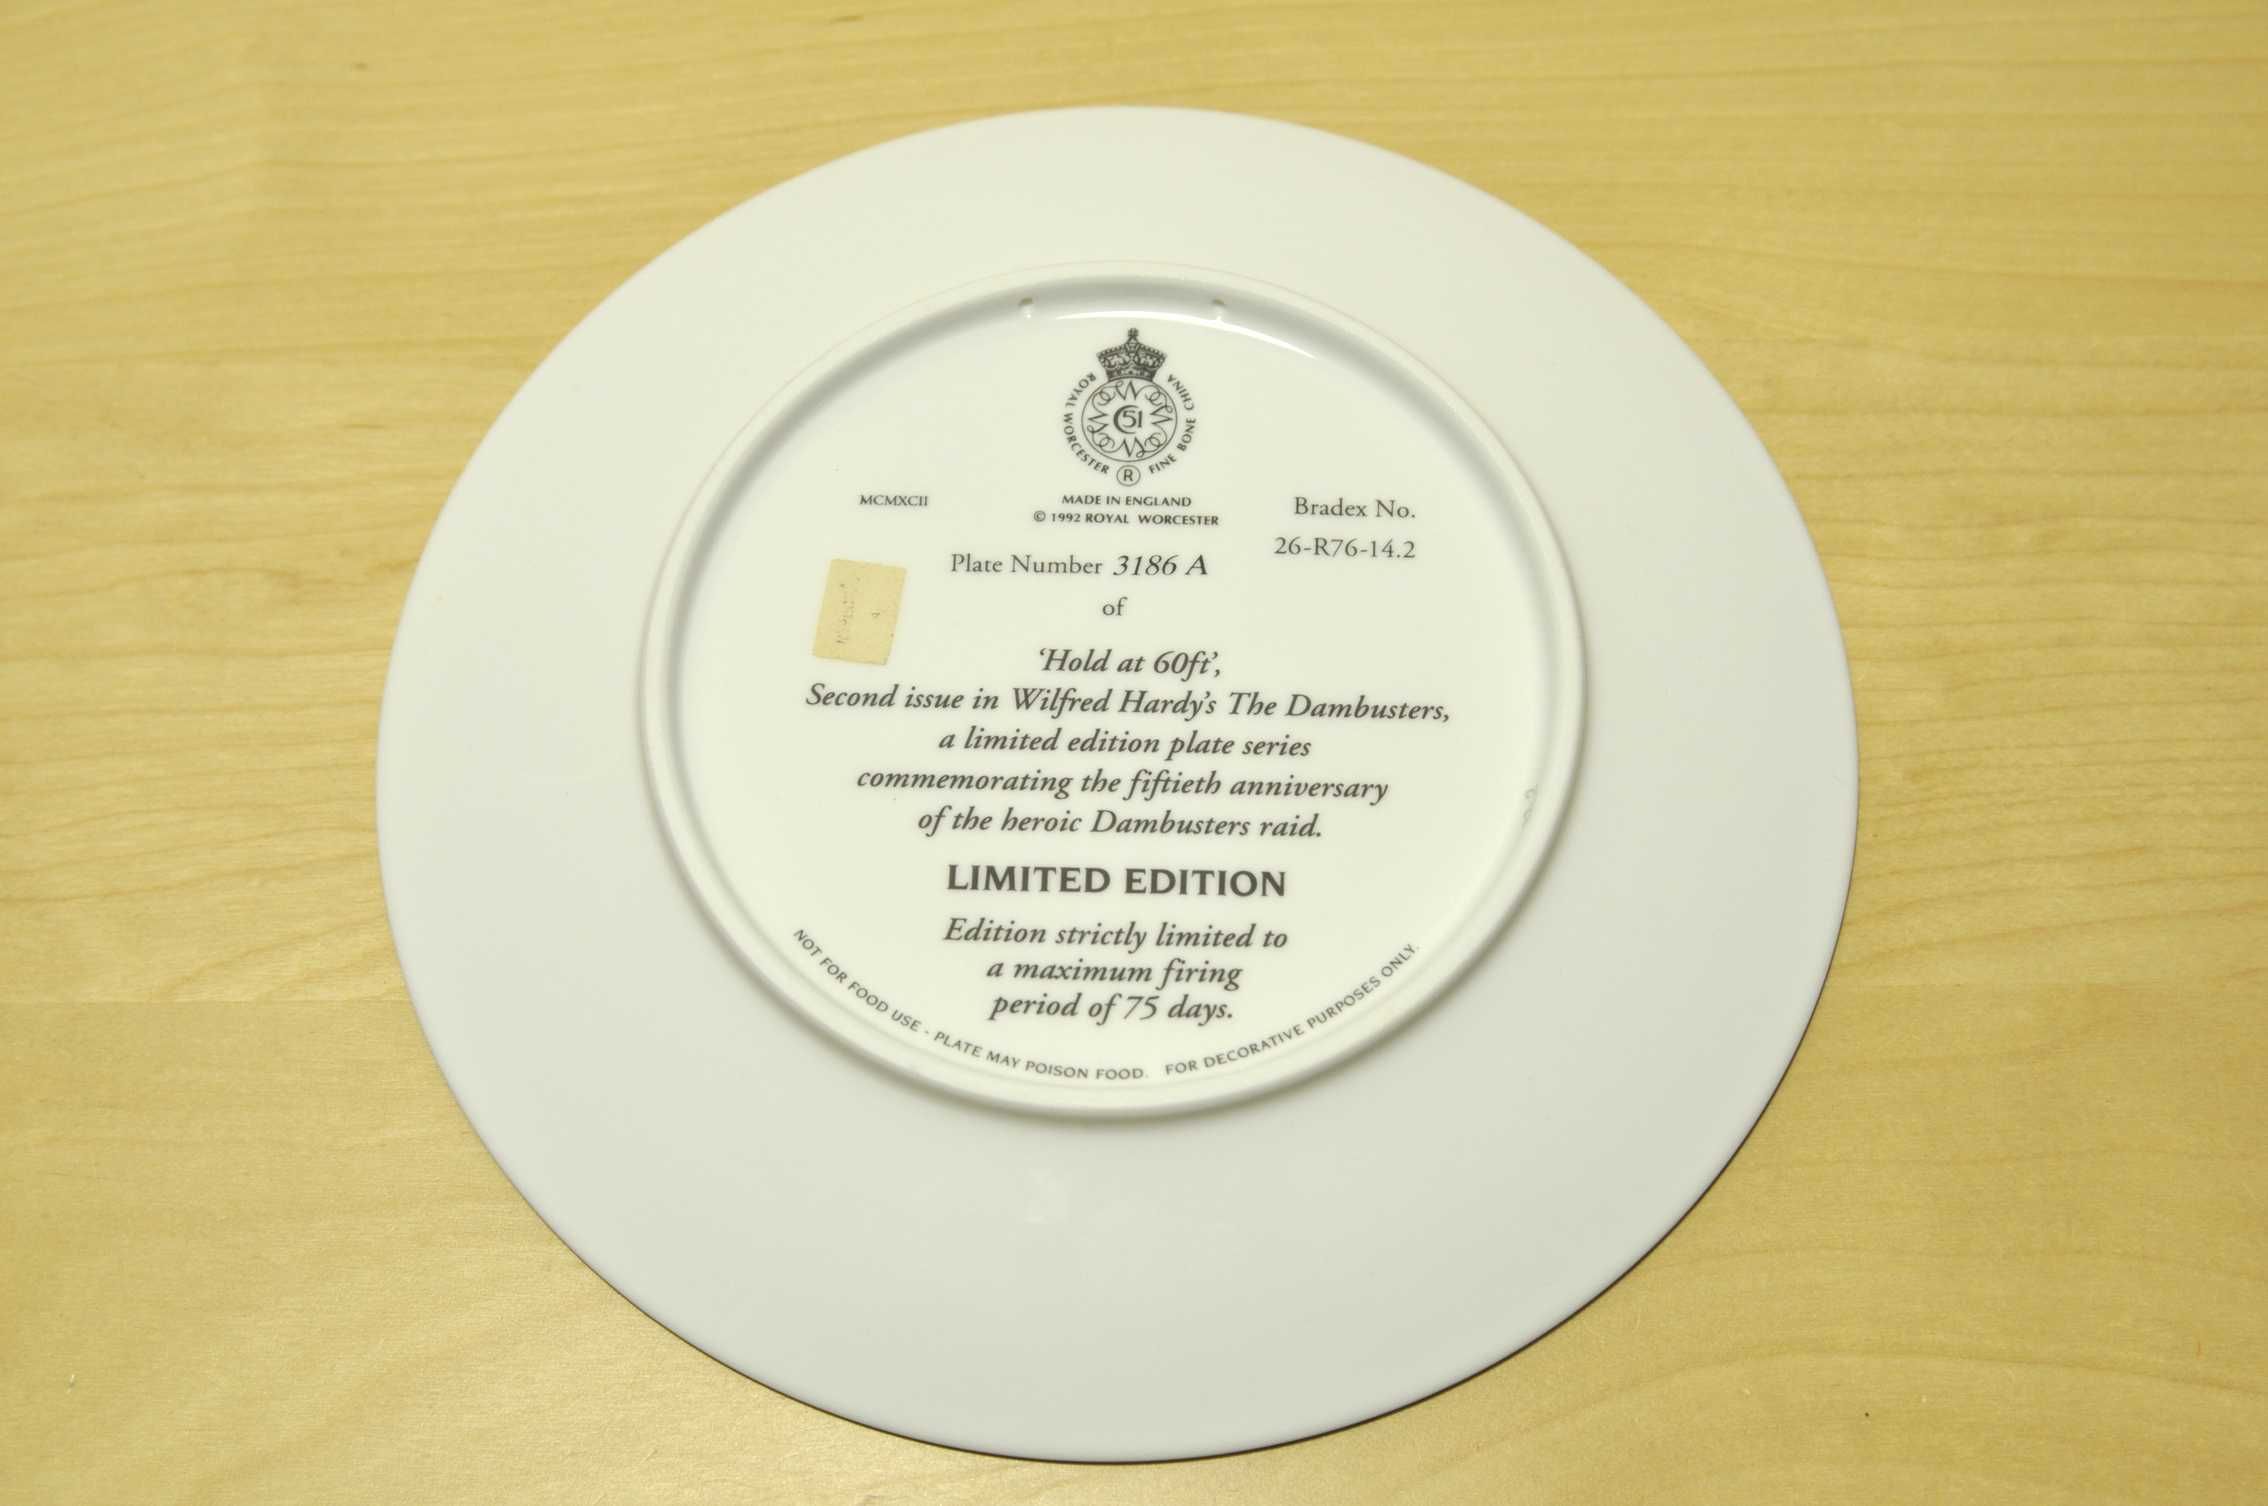 ROYAL WORCESTER FINE BONE CHINA
51
R
MADE IN ENGLAND
© 1992 ROYAL WORCESTER
MCMXCII
Bradex No.
26-R76-14.2
Plate Number 3186 A
of
‘Hold at 60ft’,
Second issue in Wilfred Hardy's The Dambusters,
a limited edition plate series
commemorating the fiftieth anniversary
of the heroic Dambusters raid.
LIMITED EDITION
Edition strictly limited to
a maximum firing
period of 75 days.
NOT FOR FOOD USE - PLATE MAY POISON FOOD. FOR DECORATIVE PURPOSES ONLY.